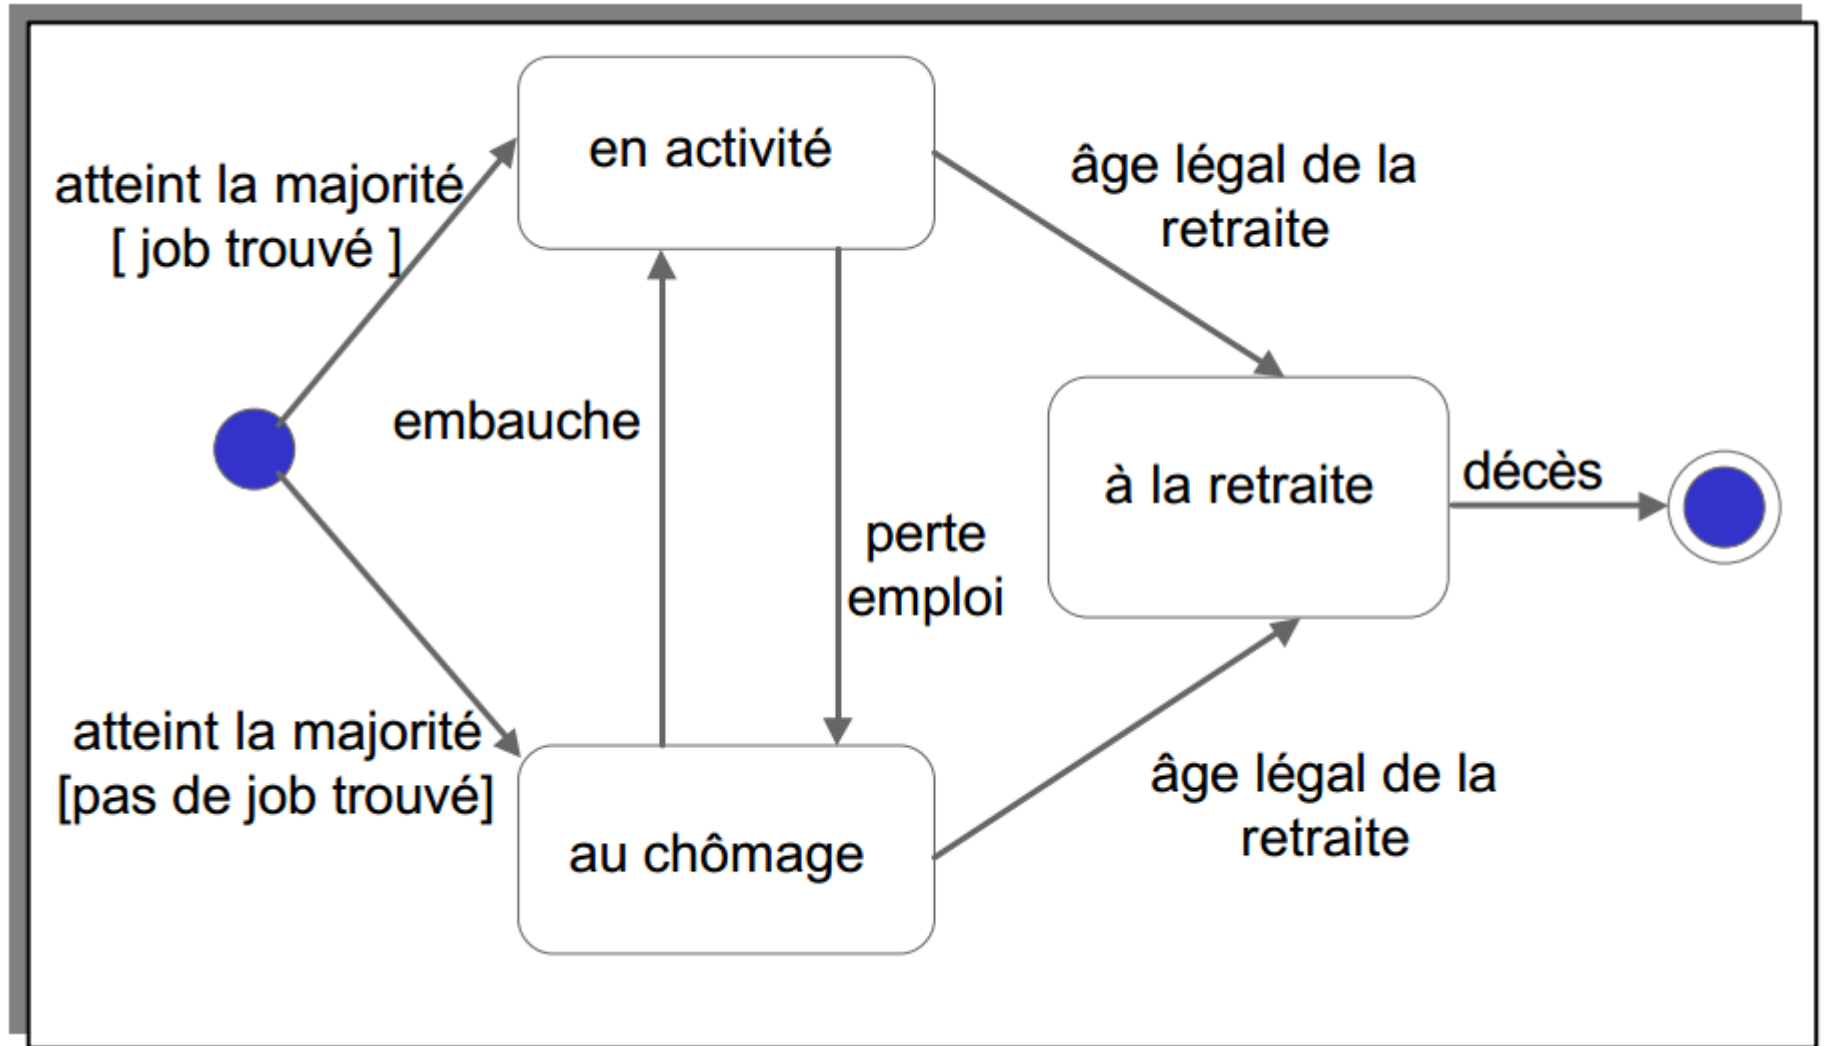 en activité
atteint la majorité
[ job trouvé ]
âge légal de la
retraite
embauche
à la retraite
décès
perte
emploi
atteint la majorité
[pas de job trouvé]
au chômage
âge légal de la
retraite